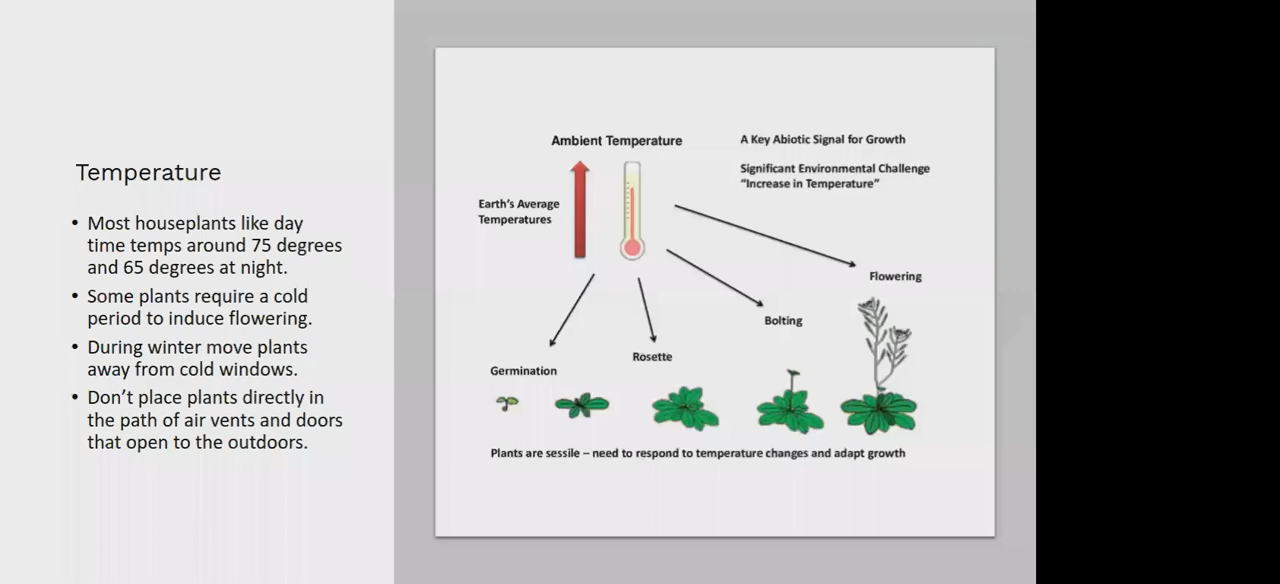 Temperature
• Most houseplants like day
time temps around 75 degrees
and 65 degrees at night.
• Some plants require a cold
period to induce flowering.
• During winter move plants
away from cold windows.
• Don’t place plants directly in
the path of air vents and doors
that open to the outdoors.
Ambient Temperature
A Key Abiotic Signal for Growth
Significant Environmental Challenge
“Increase in Temperature”
Earth’s Average
Temperatures
Flowering
Bolting
Rosette
Germination
Plants are sessile – need to respond to temperature changes and adapt growth